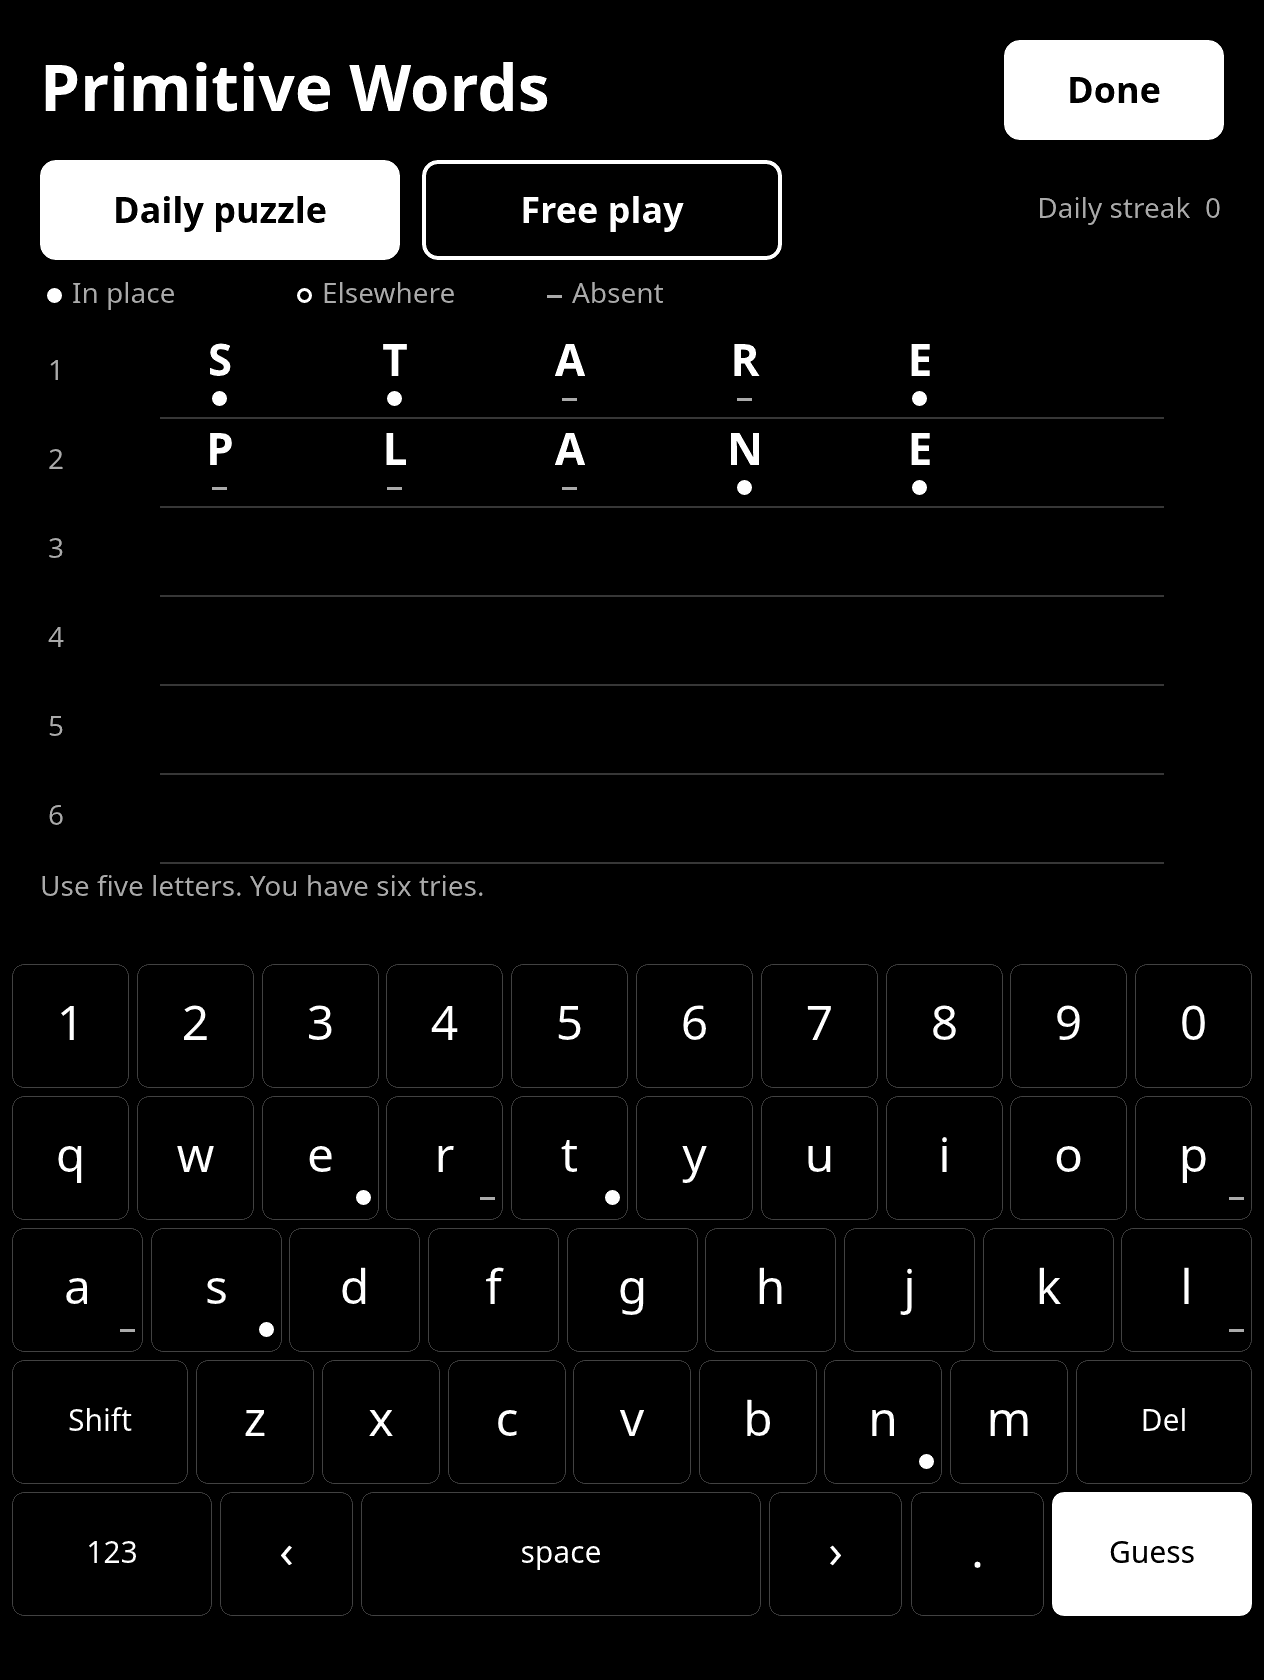 Primitive Words
Done
Daily puzzle
Free play
Daily streak 0
In place
Elsewhere
Absent
1 S T A R E
2 P L A N E
3
4
5
6
Use five letters. You have six tries.
1 2 3 4 5 6 7 8 9 0
q w e r t y u i o p
a s d f g h j k l
Shift z x c v b n m Del
123 ‹ space › . Guess